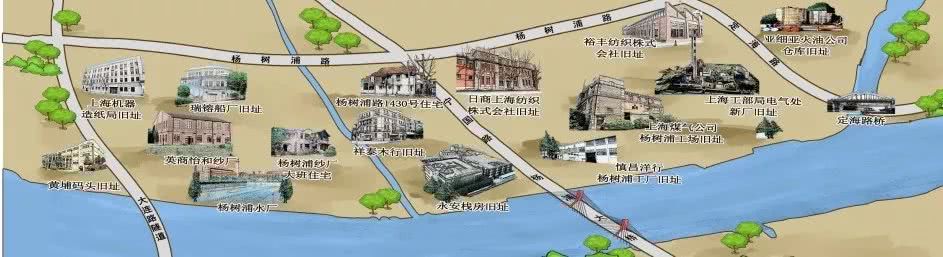 杨树浦路
杨树浦路
定海路
裕丰纺织株式
会社旧址
亚细亚火油公司
仓库旧址
上海机器
造纸局旧址
瑞镕船厂旧址
杨树浦路1430号住宅
日商上海纺织
株式会社旧址
上海工部局电气处
新厂旧址
定海路桥
英商怡和纱厂
杨树浦纱厂
大班住宅
祥泰木行旧址
上海煤气公司
杨树浦工场旧址
黄埔码头旧址
杨树浦水厂
永安栈房旧址
慎昌洋行
杨树浦工厂旧址
大连路隧道
宁国路
大桥